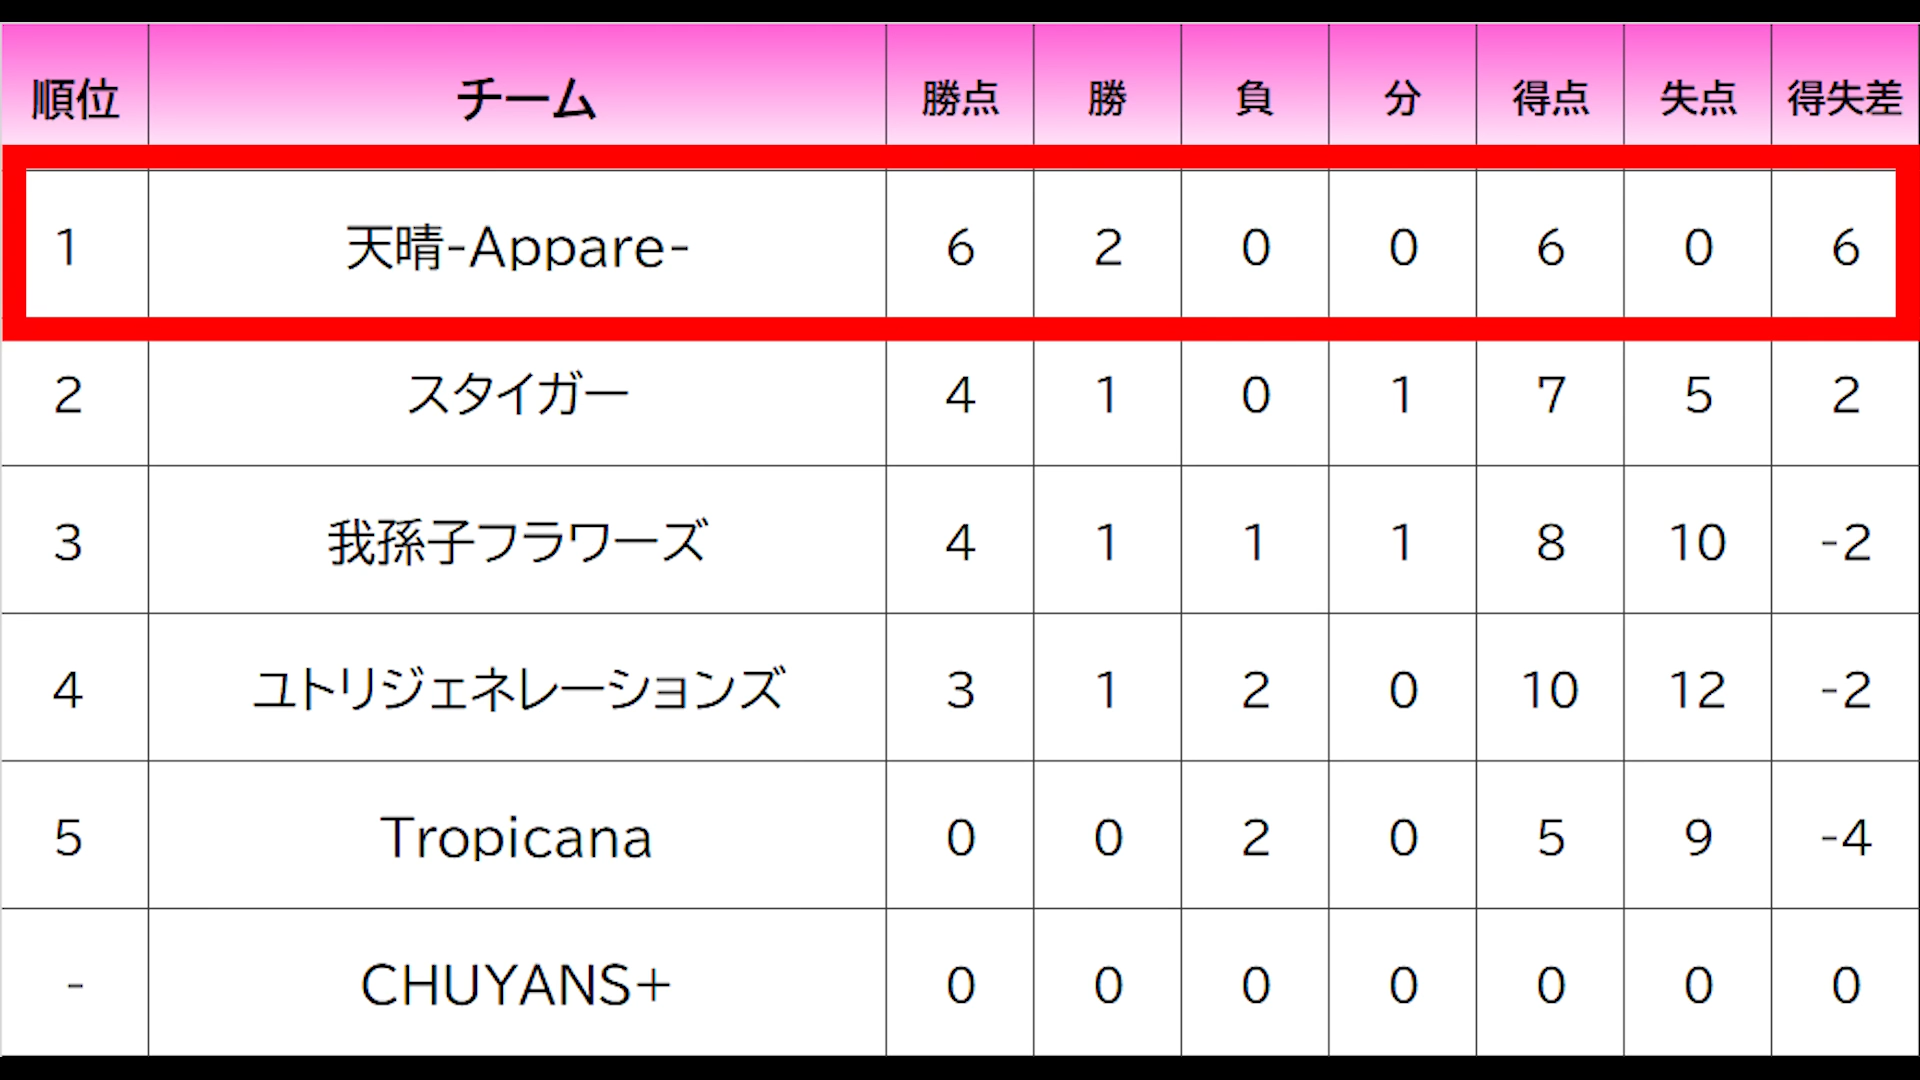 順位 チーム 勝点 勝 負 分 得点 失点 得失差
1 天晴-Appare- 6 2 0 0 6 0 6
2 スタイガー 4 1 0 1 7 5 2
3 我孫子フラワーズ 4 1 1 1 8 10 -2
4 ユトリジェネレーションズ 3 1 2 0 10 12 -2
5 Tropicana 0 0 2 0 5 9 -4
- CHUYANS+ 0 0 0 0 0 0 0